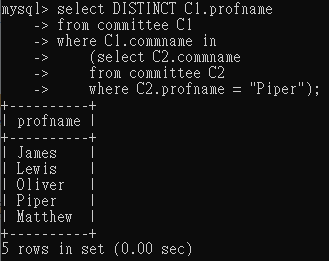 mysql> select DISTINCT C1.profname
    -> from committee C1
    -> where C1.commname in
    ->     (select C2.commname
    ->     from committee C2
    ->     where C2.profname = "Piper");
+----------+
| profname |
+----------+
| James    |
| Lewis    |
| Oliver   |
| Piper    |
| Matthew  |
+----------+
5 rows in set (0.00 sec)